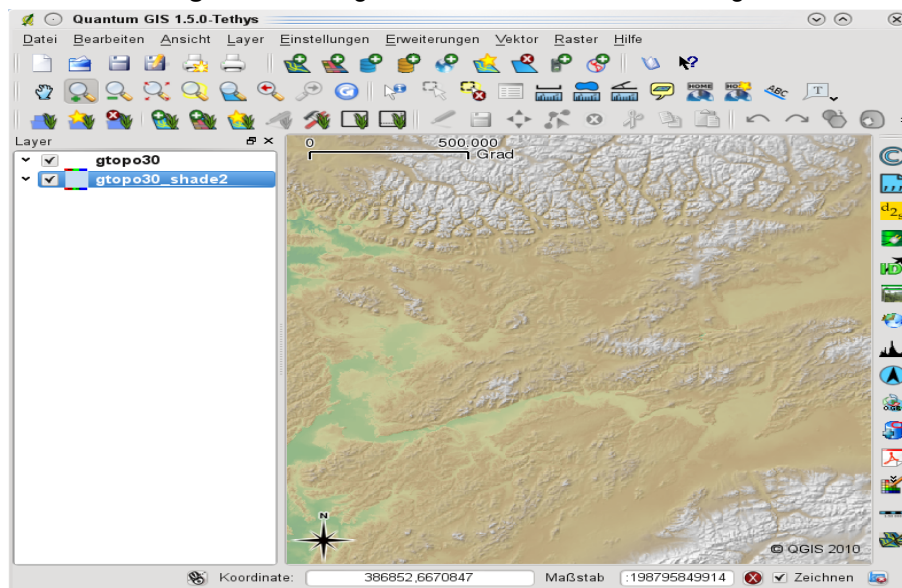 Quantum GIS 1.5.0-Tethys
Datei Bearbeiten Ansicht Layer Einstellungen Erweiterungen Vektor Raster Hilfe
Layer
gtopo30
gtopo30_shade2
0 500,000
Grad
N
© QGIS 2010
Koordinate: 386852,6670847 Maßstab :198795849914 Zeichnen